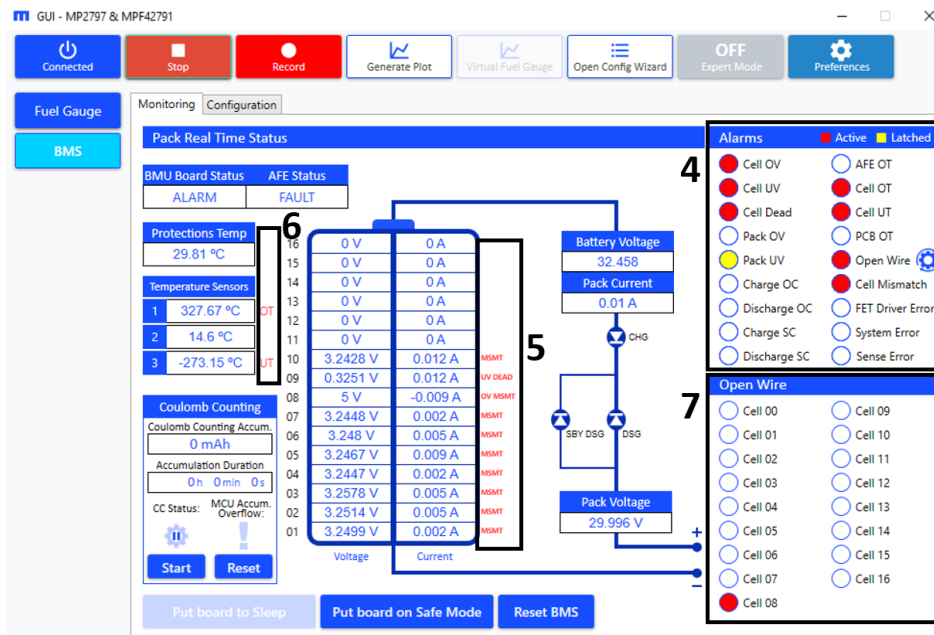 GUI - MP2797 & MPF42791
Connected
Stop
Record
Generate Plot
Virtual Fuel Gauge
Open Config Wizard
OFF
Expert Mode
Preferences
Fuel Gauge
BMS
Monitoring Configuration
Pack Real Time Status
BMU Board Status AFE Status
ALARM FAULT
Protections Temp
29.81 ºC
Temperature Sensors
1 327.67 ºC OT
2 14.6 ºC
3 -273.15 ºC UT
6
Coulomb Counting
Coulomb Counting Accum.
0 mAh
Accumulation Duration
0 h 0 min 0 s
CC Status: MCU Accum. Overflow:
Start Reset
16 0 V 0 A
15 0 V 0 A
14 0 V 0 A
13 0 V 0 A
12 0 V 0 A
11 0 V 0 A
10 3.2428 V 0.012 A MSMT
09 0.3251 V 0.012 A UV DEAD
08 5 V -0.009 A OV MSMT
07 3.2448 V 0.002 A MSMT
06 3.248 V 0.005 A MSMT
05 3.2467 V 0.009 A MSMT
04 3.2447 V 0.002 A MSMT
03 3.2578 V 0.005 A MSMT
02 3.2514 V 0.005 A MSMT
01 3.2499 V 0.002 A MSMT
Voltage Current
5
Battery Voltage
32.458
Pack Current
0.01 A
CHG
SBY DSG DSG
Pack Voltage
29.996 V
+
−
Put board to Sleep
Put board on Safe Mode
Reset BMS
4
Alarms Active Latched
Cell OV AFE OT
Cell UV Cell OT
Cell Dead Cell UT
Pack OV PCB OT
Pack UV Open Wire
Charge OC Cell Mismatch
Discharge OC FET Driver Error
Charge SC System Error
Discharge SC Sense Error
7
Open Wire
Cell 00 Cell 09
Cell 01 Cell 10
Cell 02 Cell 11
Cell 03 Cell 12
Cell 04 Cell 13
Cell 05 Cell 14
Cell 06 Cell 15
Cell 07 Cell 16
Cell 08